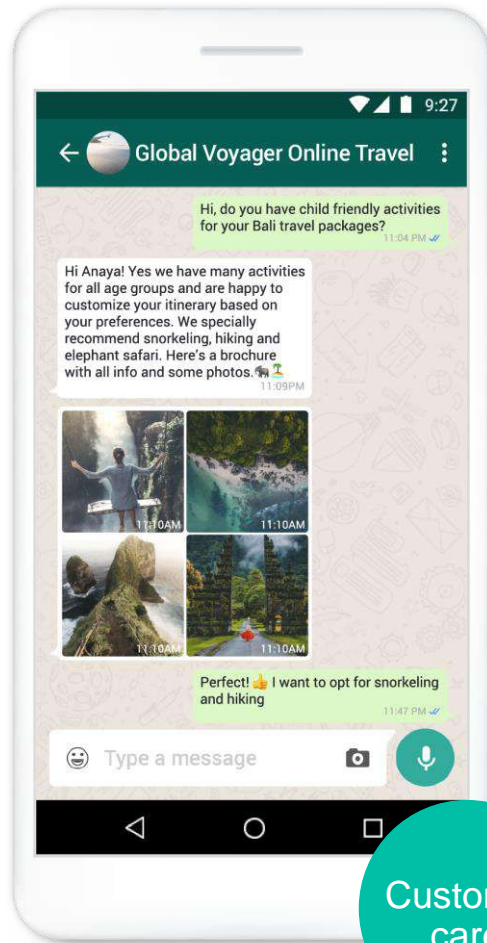 9:27
Global Voyager Online Travel
Hi, do you have child friendly activities
for your Bali travel packages?
11:04 PM
Hi Anaya! Yes we have many activities
for all age groups and are happy to
customize your itinerary based on
your preferences. We specially
recommend snorkeling, hiking and
elephant safari. Here's a brochure
with all info and some photos.🐘🏝️
11:09PM
11:10AM
11:10AM
11:10AM
11:10AM
Perfect! 👍 I want to opt for snorkeling
and hiking
11:47 PM
Type a message